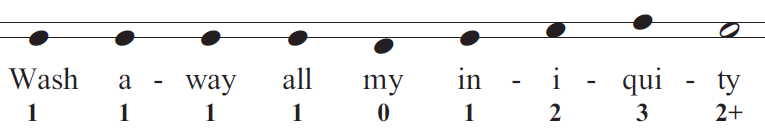 Wash a - way all my in - i - qui - ty
1 1 1 1 0 1 2 3 2+